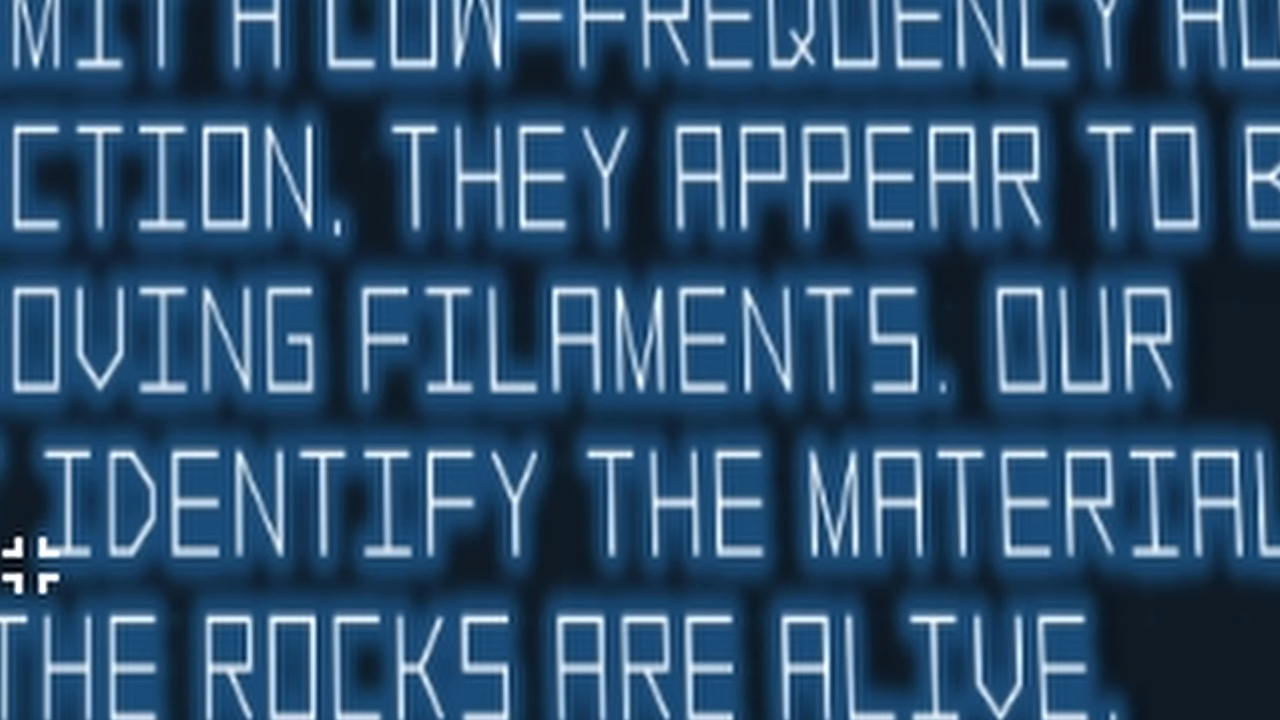 MIT A LOW-FREQUENCY
CTION. THEY APPEAR TO
OVING FILAMENTS. OUR
IDENTIFY THE MATERIAL
THE ROCKS ARE ALIVE.